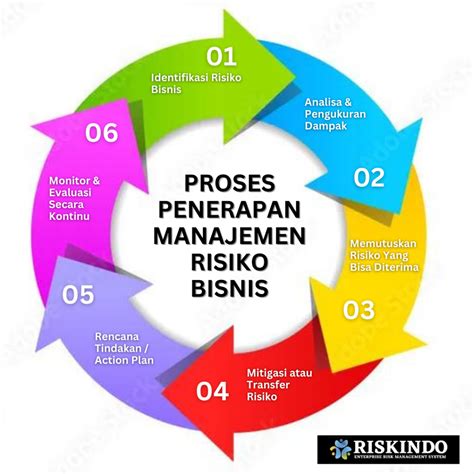 01
Identifikasi Risiko
Bisnis
Analisa &
Pengukuran
Dampak
02
Memutuskan
Risiko Yang
Bisa Diterima
03
Mitigasi atau
Transfer
Risiko
04
Rencana
Tindakan /
Action Plan
05
Monitor &
Evaluasi
Secara
Kontinu
06
PROSES
PENERAPAN
MANAJEMEN
RISIKO
BISNIS
RISKINDO
ENTERPRISE RISK MANAGEMENT SYSTEM